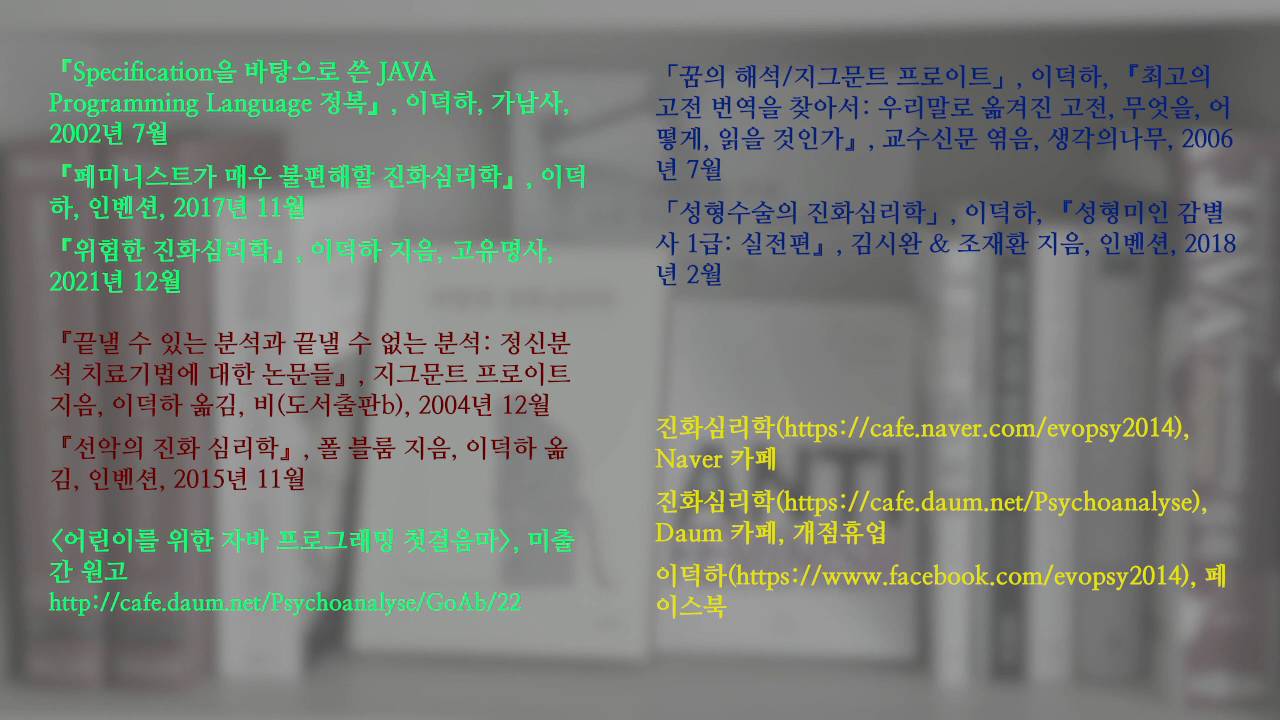 『Specification을 바탕으로 쓴 JAVA
Programming Language 정복』, 이덕하, 가남사,
2002년 7월
『페미니스트가 매우 불편해할 진화심리학』, 이덕
하, 인벤션, 2017년 11월
『위험한 진화심리학』, 이덕하 지음, 고유명사,
2021년 12월
『끝낼 수 있는 분석과 끝낼 수 없는 분석: 정신분
석 치료기법에 대한 논문들』, 지그문트 프로이트
지음, 이덕하 옮김, 비(도서출판b), 2004년 12월
『선악의 진화 심리학』, 폴 블룸 지음, 이덕하 옮
김, 인벤션, 2015년 11월
〈어린이를 위한 자바 프로그래밍 첫걸음마〉, 미출
간 원고
http://cafe.daum.net/Psychoanalyse/GoAb/22
「꿈의 해석/지그문트 프로이트」, 이덕하, 『최고의
고전 번역을 찾아서: 우리말로 옮겨진 고전, 무엇을, 어
떻게, 읽을 것인가』, 교수신문 엮음, 생각의나무, 2006
년 7월
「성형수술의 진화심리학」, 이덕하, 『성형미인 감별
사 1급: 실전편』, 김시완 & 조재환 지음, 인벤션, 2018
년 2월
진화심리학(https://cafe.naver.com/evopsy2014),
Naver 카페
진화심리학(https://cafe.daum.net/Psychoanalyse),
Daum 카페, 개점휴업
이덕하(https://www.facebook.com/evopsy2014), 페
이스북